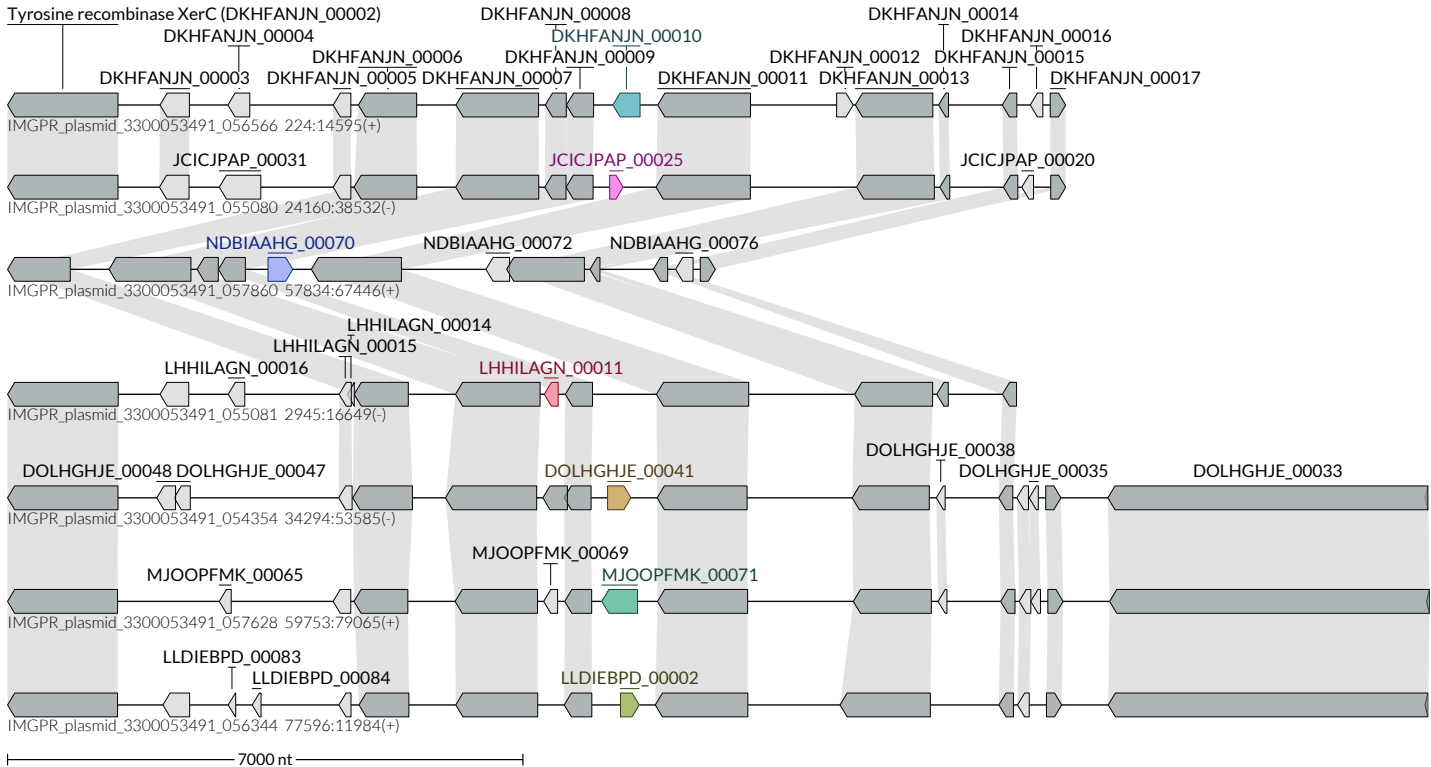 Tyrosine recombinase XerC (DKHFANJN_00002)
DKHFANJN_00008
DKHFANJN_00014
DKHFANJN_00004
DKHFANJN_00010
DKHFANJN_00016
DKHFANJN_00006
DKHFANJN_00009
DKHFANJN_00012
DKHFANJN_00015
DKHFANJN_00003
DKHFANJN_00005
DKHFANJN_00007
DKHFANJN_00011
DKHFANJN_00013
DKHFANJN_00017
IMGPR_plasmid_3300053491_056566 224:14595(+)
JCICJPAP_00031
JCICJPAP_00025
JCICJPAP_00020
IMGPR_plasmid_3300053491_055080 24160:38532(-)
NDBIAAHG_00070
NDBIAAHG_00072
NDBIAAHG_00076
IMGPR_plasmid_3300053491_057860 57834:67446(+)
LHHILAGN_00014
LHHILAGN_00015
LHHILAGN_00016
LHHILAGN_00011
IMGPR_plasmid_3300053491_055081 2945:16649(-)
DOLHGHJE_00038
DOLHGHJE_00048
DOLHGHJE_00047
DOLHGHJE_00041
DOLHGHJE_00035
DOLHGHJE_00033
IMGPR_plasmid_3300053491_054354 34294:53585(-)
MJOOPFMK_00069
MJOOPFMK_00065
MJOOPFMK_00071
IMGPR_plasmid_3300053491_057628 59753:79065(+)
LLDIEBPD_00083
LLDIEBPD_00084
LLDIEBPD_00002
IMGPR_plasmid_3300053491_056344 77596:11984(+)
7000 nt